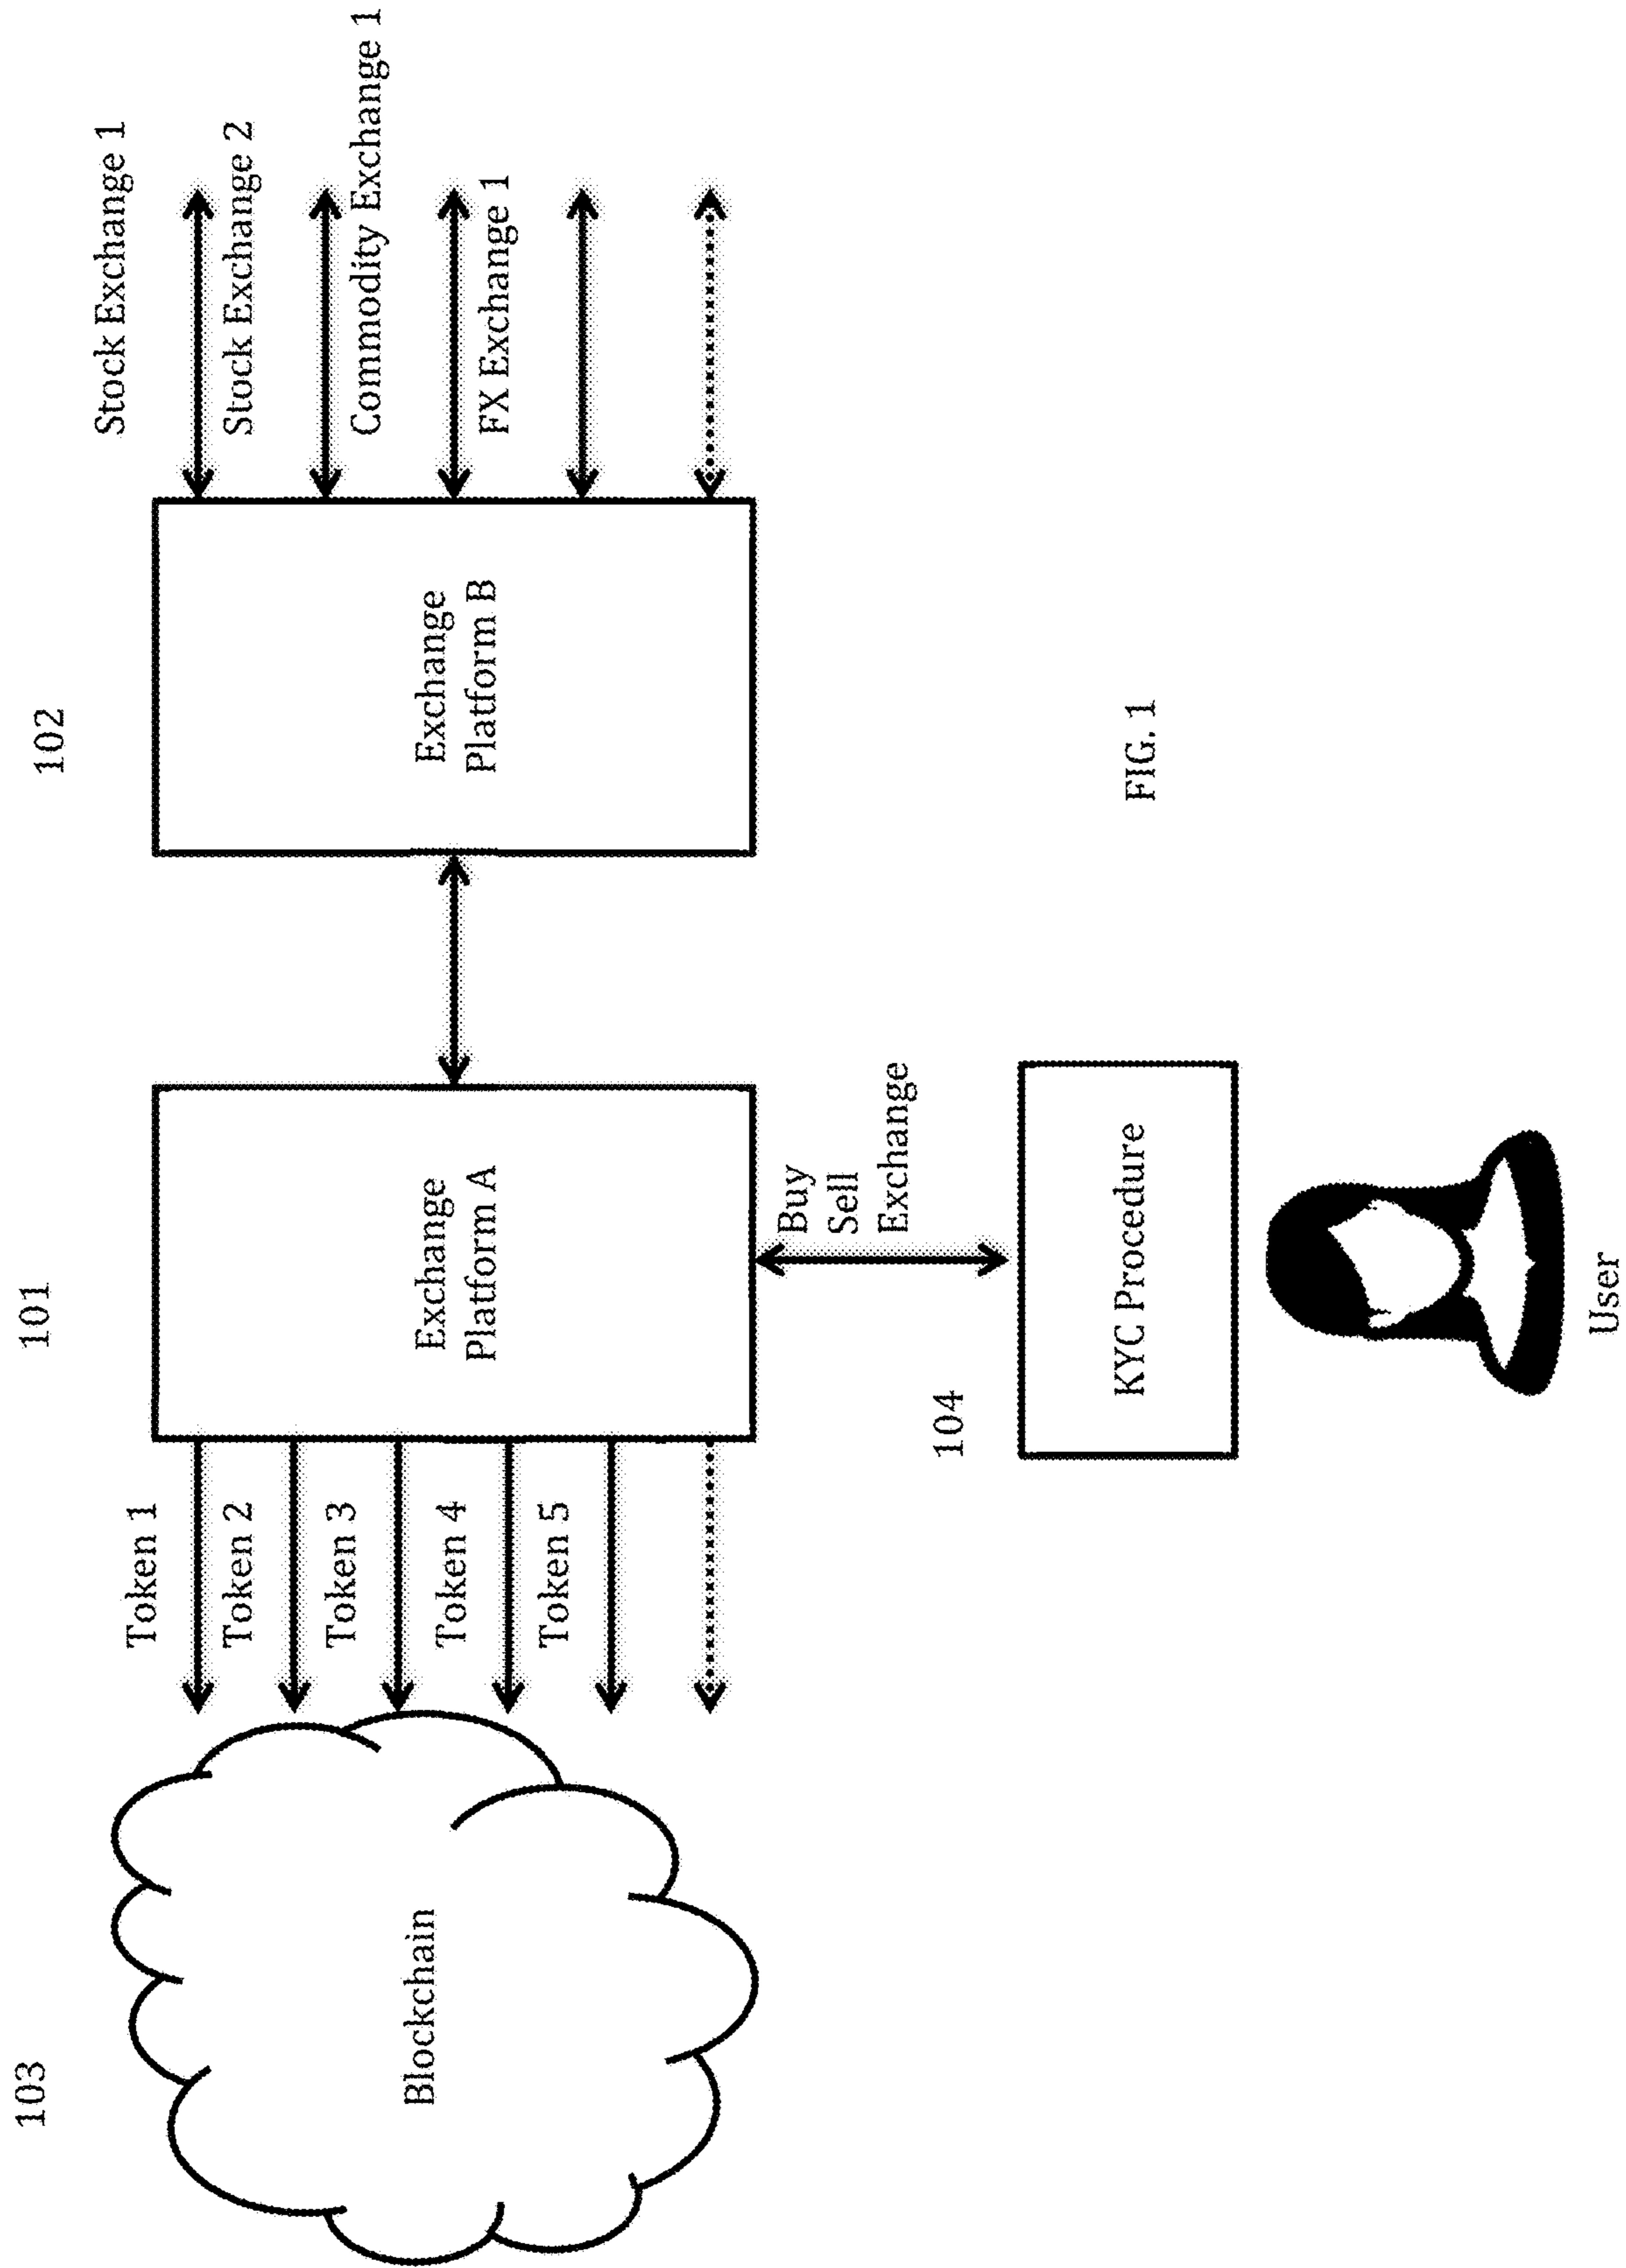 103
101
102
Token 1
Token 2
Token 3
Token 4
Token 5
Stock Exchange 1
Stock Exchange 2
Commodity Exchange 1
FX Exchange 1
Blockchain
Exchange
Platform A
Exchange
Platform B
Buy
Sell
Exchange
104
KYC Procedure
User
FIG. 1